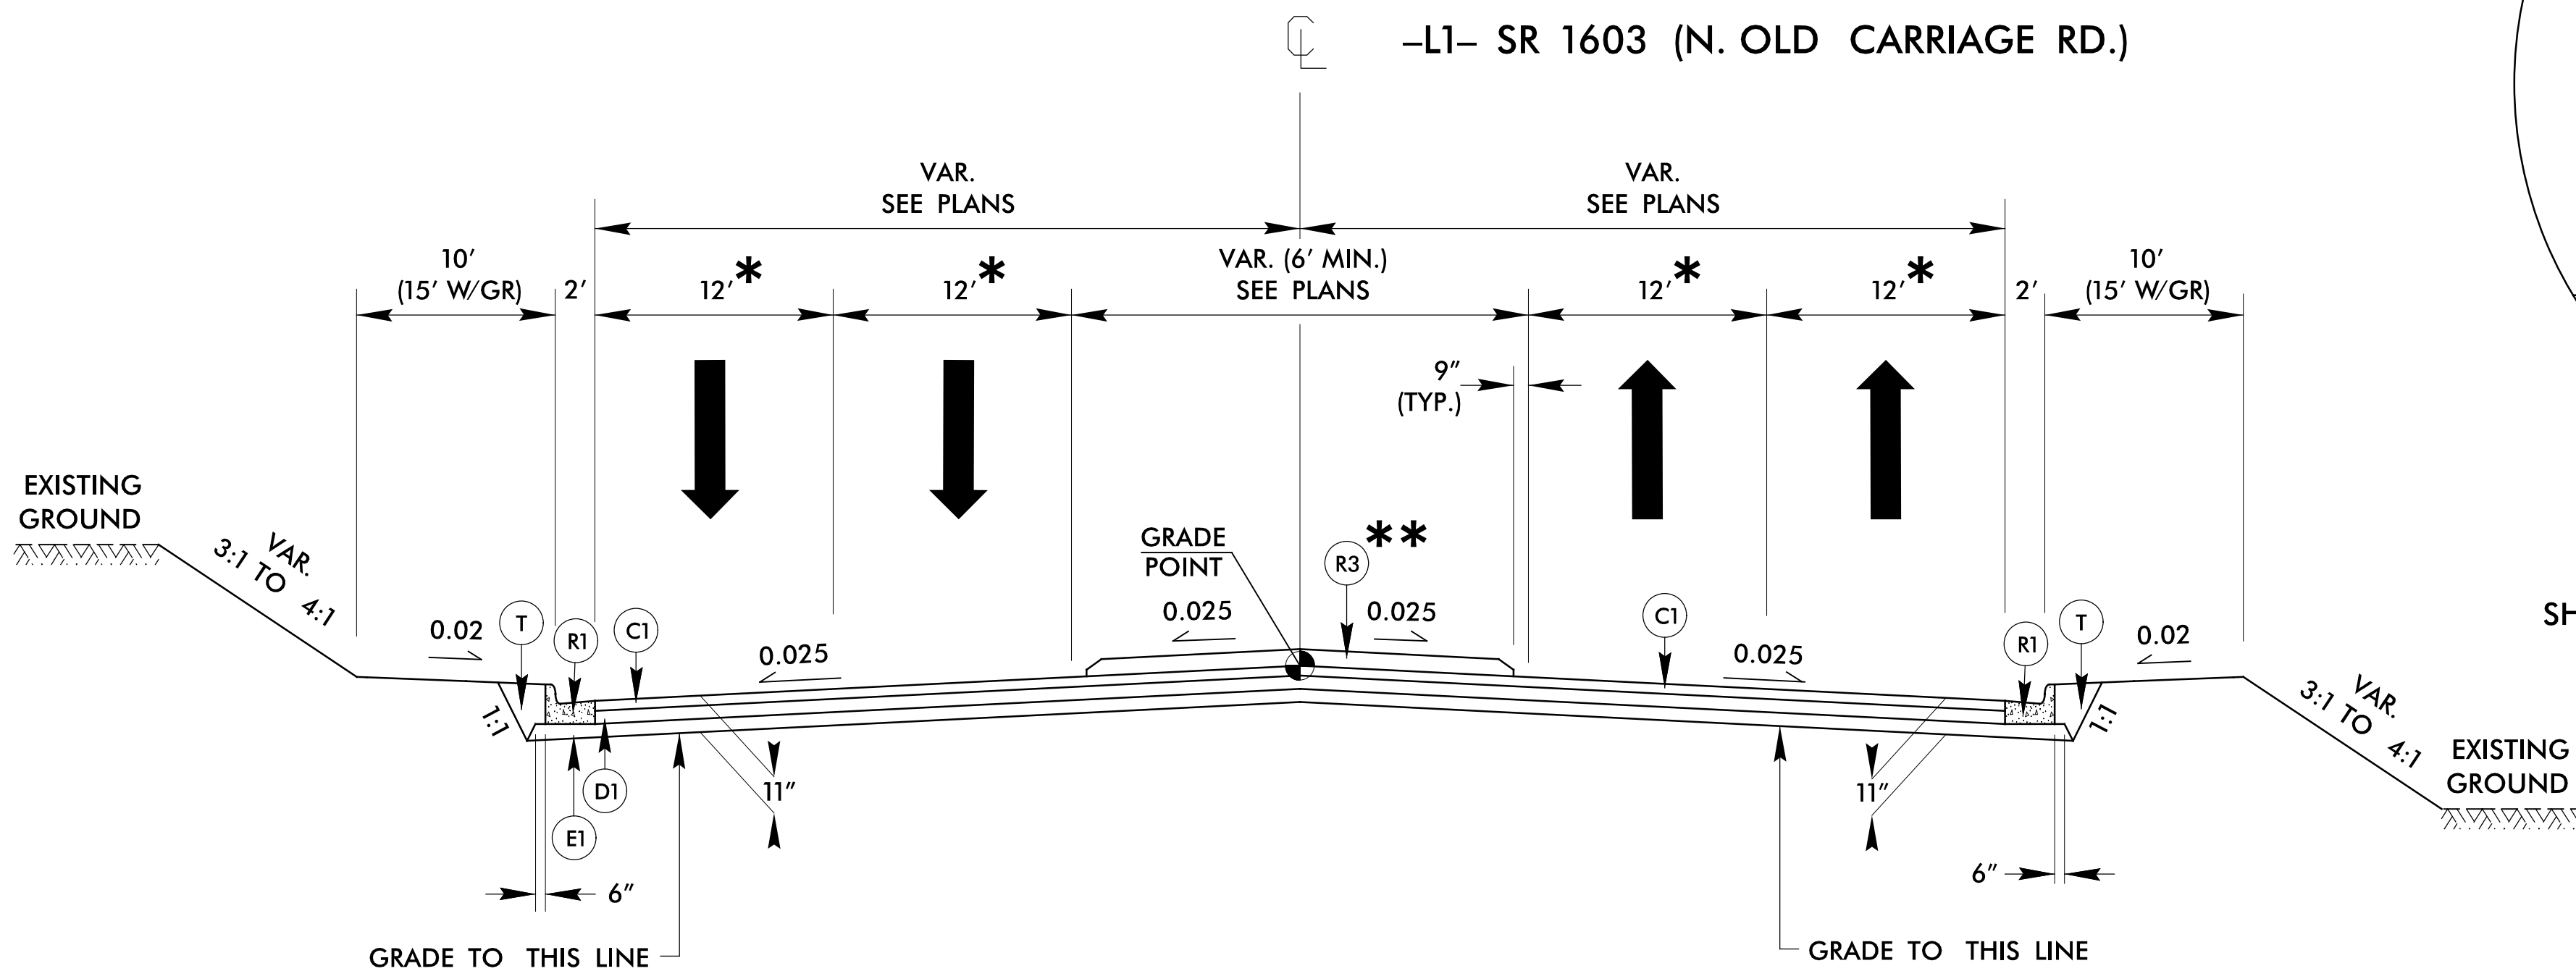 –L1– SR 1603 (N. OLD CARRIAGE RD.)
VAR.
SEE PLANS
VAR.
SEE PLANS
10'
(15' W/GR)
2'
12'*
12'*
VAR. (6' MIN.)
SEE PLANS
12'*
12'*
2'
10'
(15' W/GR)
9"
(TYP.)
EXISTING
GROUND
VAR.
3:1 TO 4:1
GRADE
POINT
R3**
0.025
0.025
0.02
T
R1
C1
0.025
C1
0.025
R1
T
0.02
1:1
1:1
VAR.
3:1 TO 4:1
EXISTING
GROUND
SH
D1
E1
11"
11"
6"
6"
GRADE TO THIS LINE
GRADE TO THIS LINE